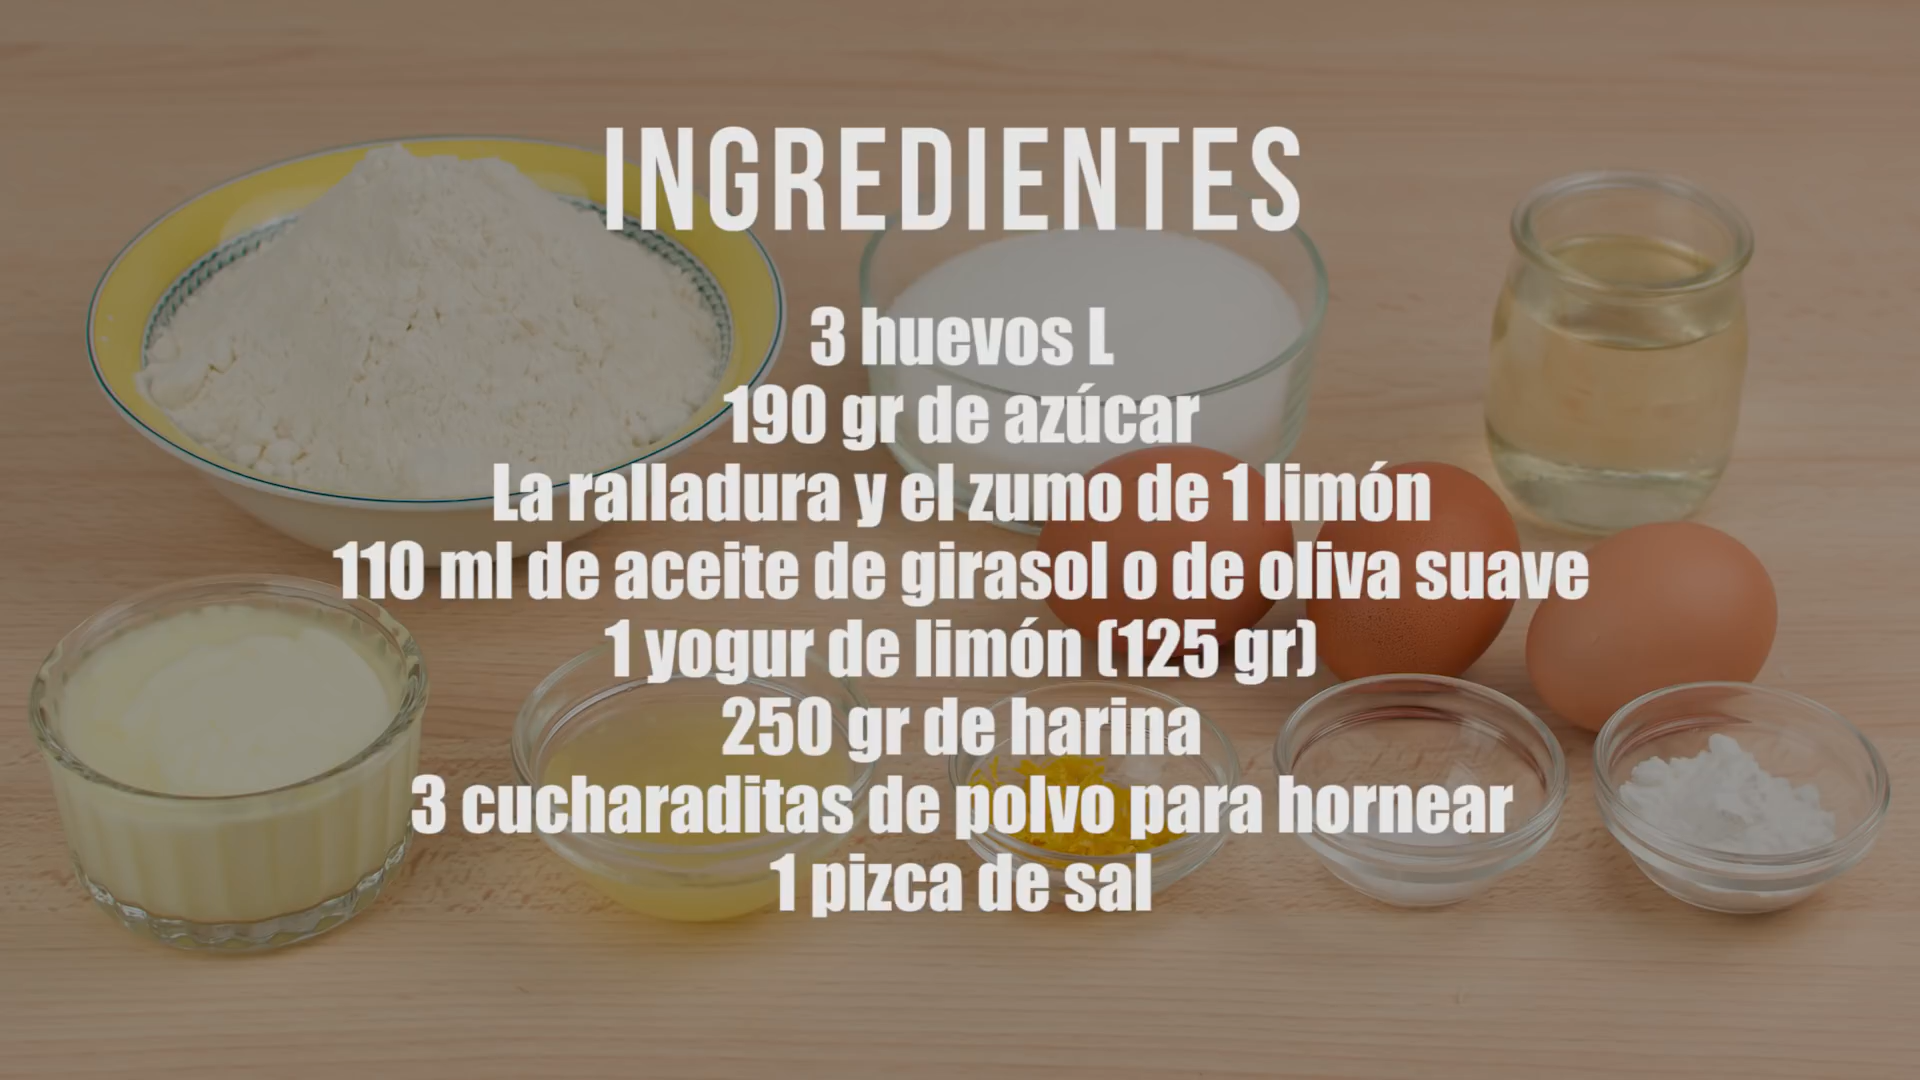 INGREDIENTES
3 huevos L
190 gr de azúcar
La ralladura y el zumo de 1 limón
110 ml de aceite de girasol o de oliva suave
1 yogur de limón (125 gr)
250 gr de harina
3 cucharaditas de polvo para hornear
1 pizca de sal